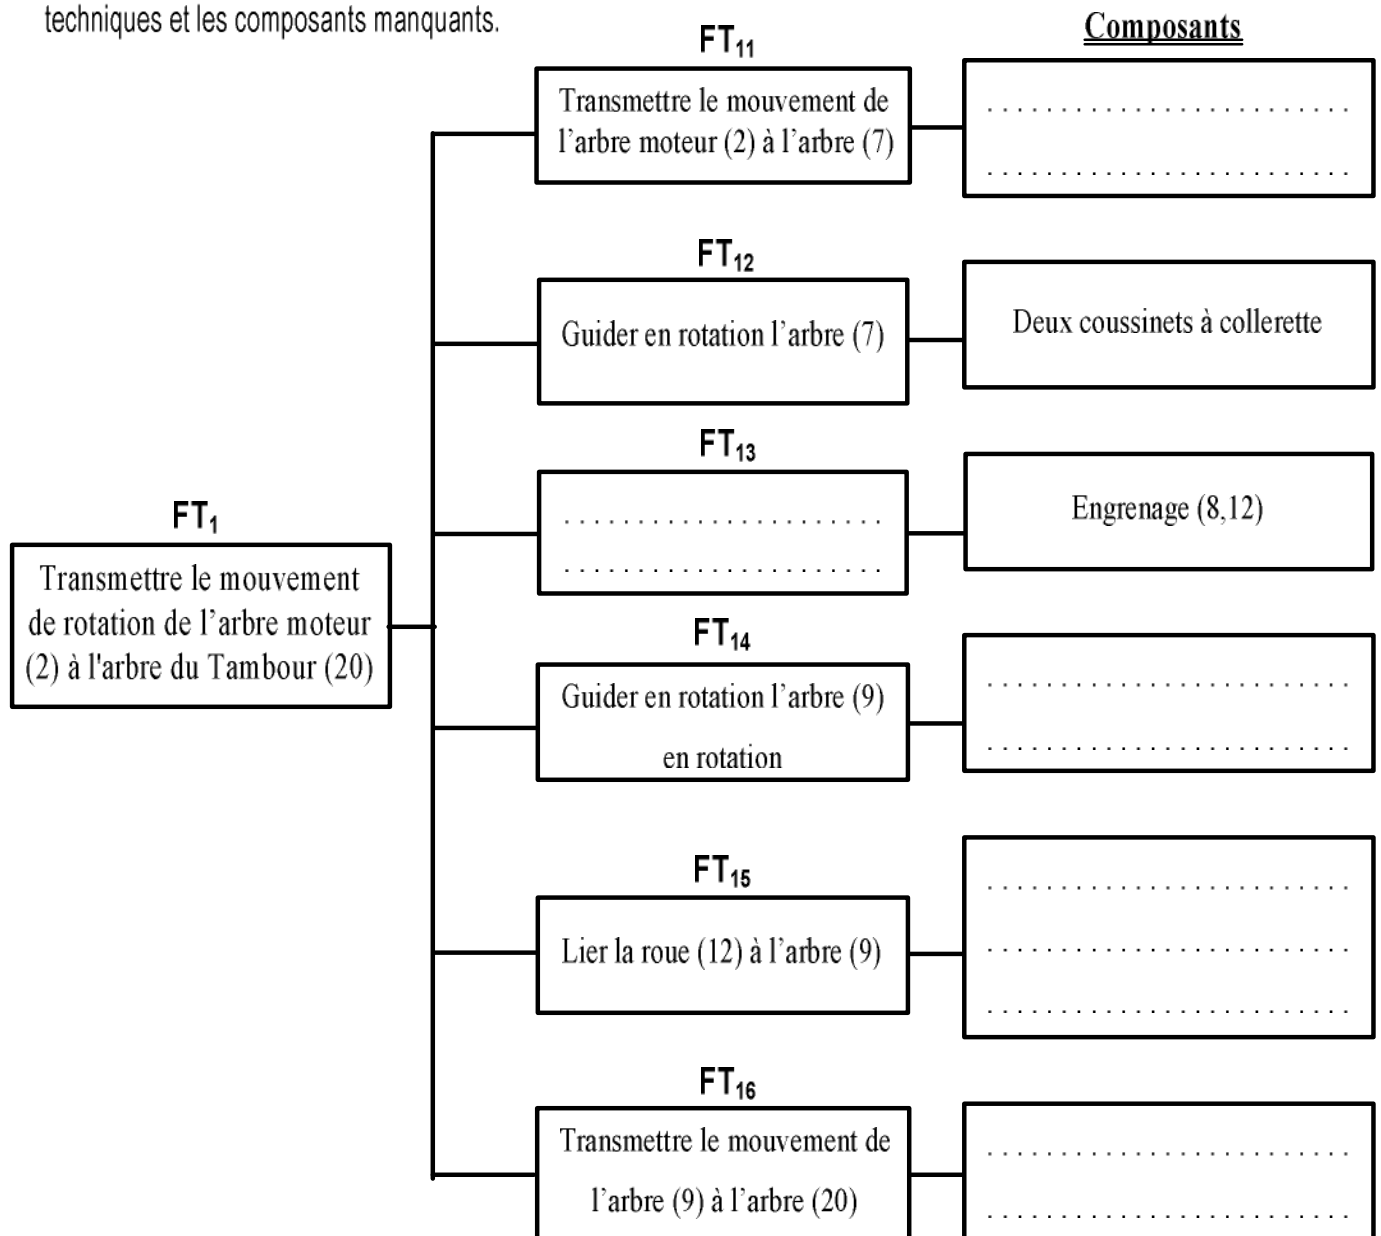 techniques et les composants manquants.
Composants
FT11
Transmettre le mouvement de
l’arbre moteur (2) à l’arbre (7)
. . . . . . . . . . . . . . . . . . . . . . . . .
. . . . . . . . . . . . . . . . . . . . . . . . .
FT12
Guider en rotation l’arbre (7)
Deux coussinets à collerette
FT13
. . . . . . . . . . . . . . . . . . . . . .
. . . . . . . . . . . . . . . . . . . . . .
Engrenage (8,12)
FT1
Transmettre le mouvement
de rotation de l’arbre moteur
(2) à l'arbre du Tambour (20)
FT14
Guider en rotation l’arbre (9)
en rotation
. . . . . . . . . . . . . . . . . . . . . . . . .
. . . . . . . . . . . . . . . . . . . . . . . . .
FT15
Lier la roue (12) à l’arbre (9)
. . . . . . . . . . . . . . . . . . . . . . . . .
. . . . . . . . . . . . . . . . . . . . . . . . .
. . . . . . . . . . . . . . . . . . . . . . . . .
FT16
Transmettre le mouvement de
l’arbre (9) à l’arbre (20)
. . . . . . . . . . . . . . . . . . . . . . . . .
. . . . . . . . . . . . . . . . . . . . . . . . .